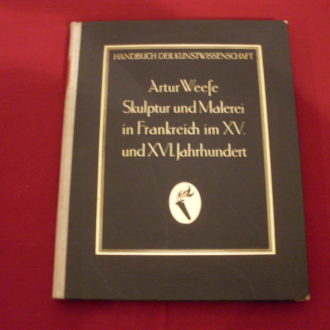 HANDBUCH DER KUNSTWISSENSCHAFT
Artur Weese
Skulptur und Malerei
in Frankreich im XV.
und XVI. Jahrhundert